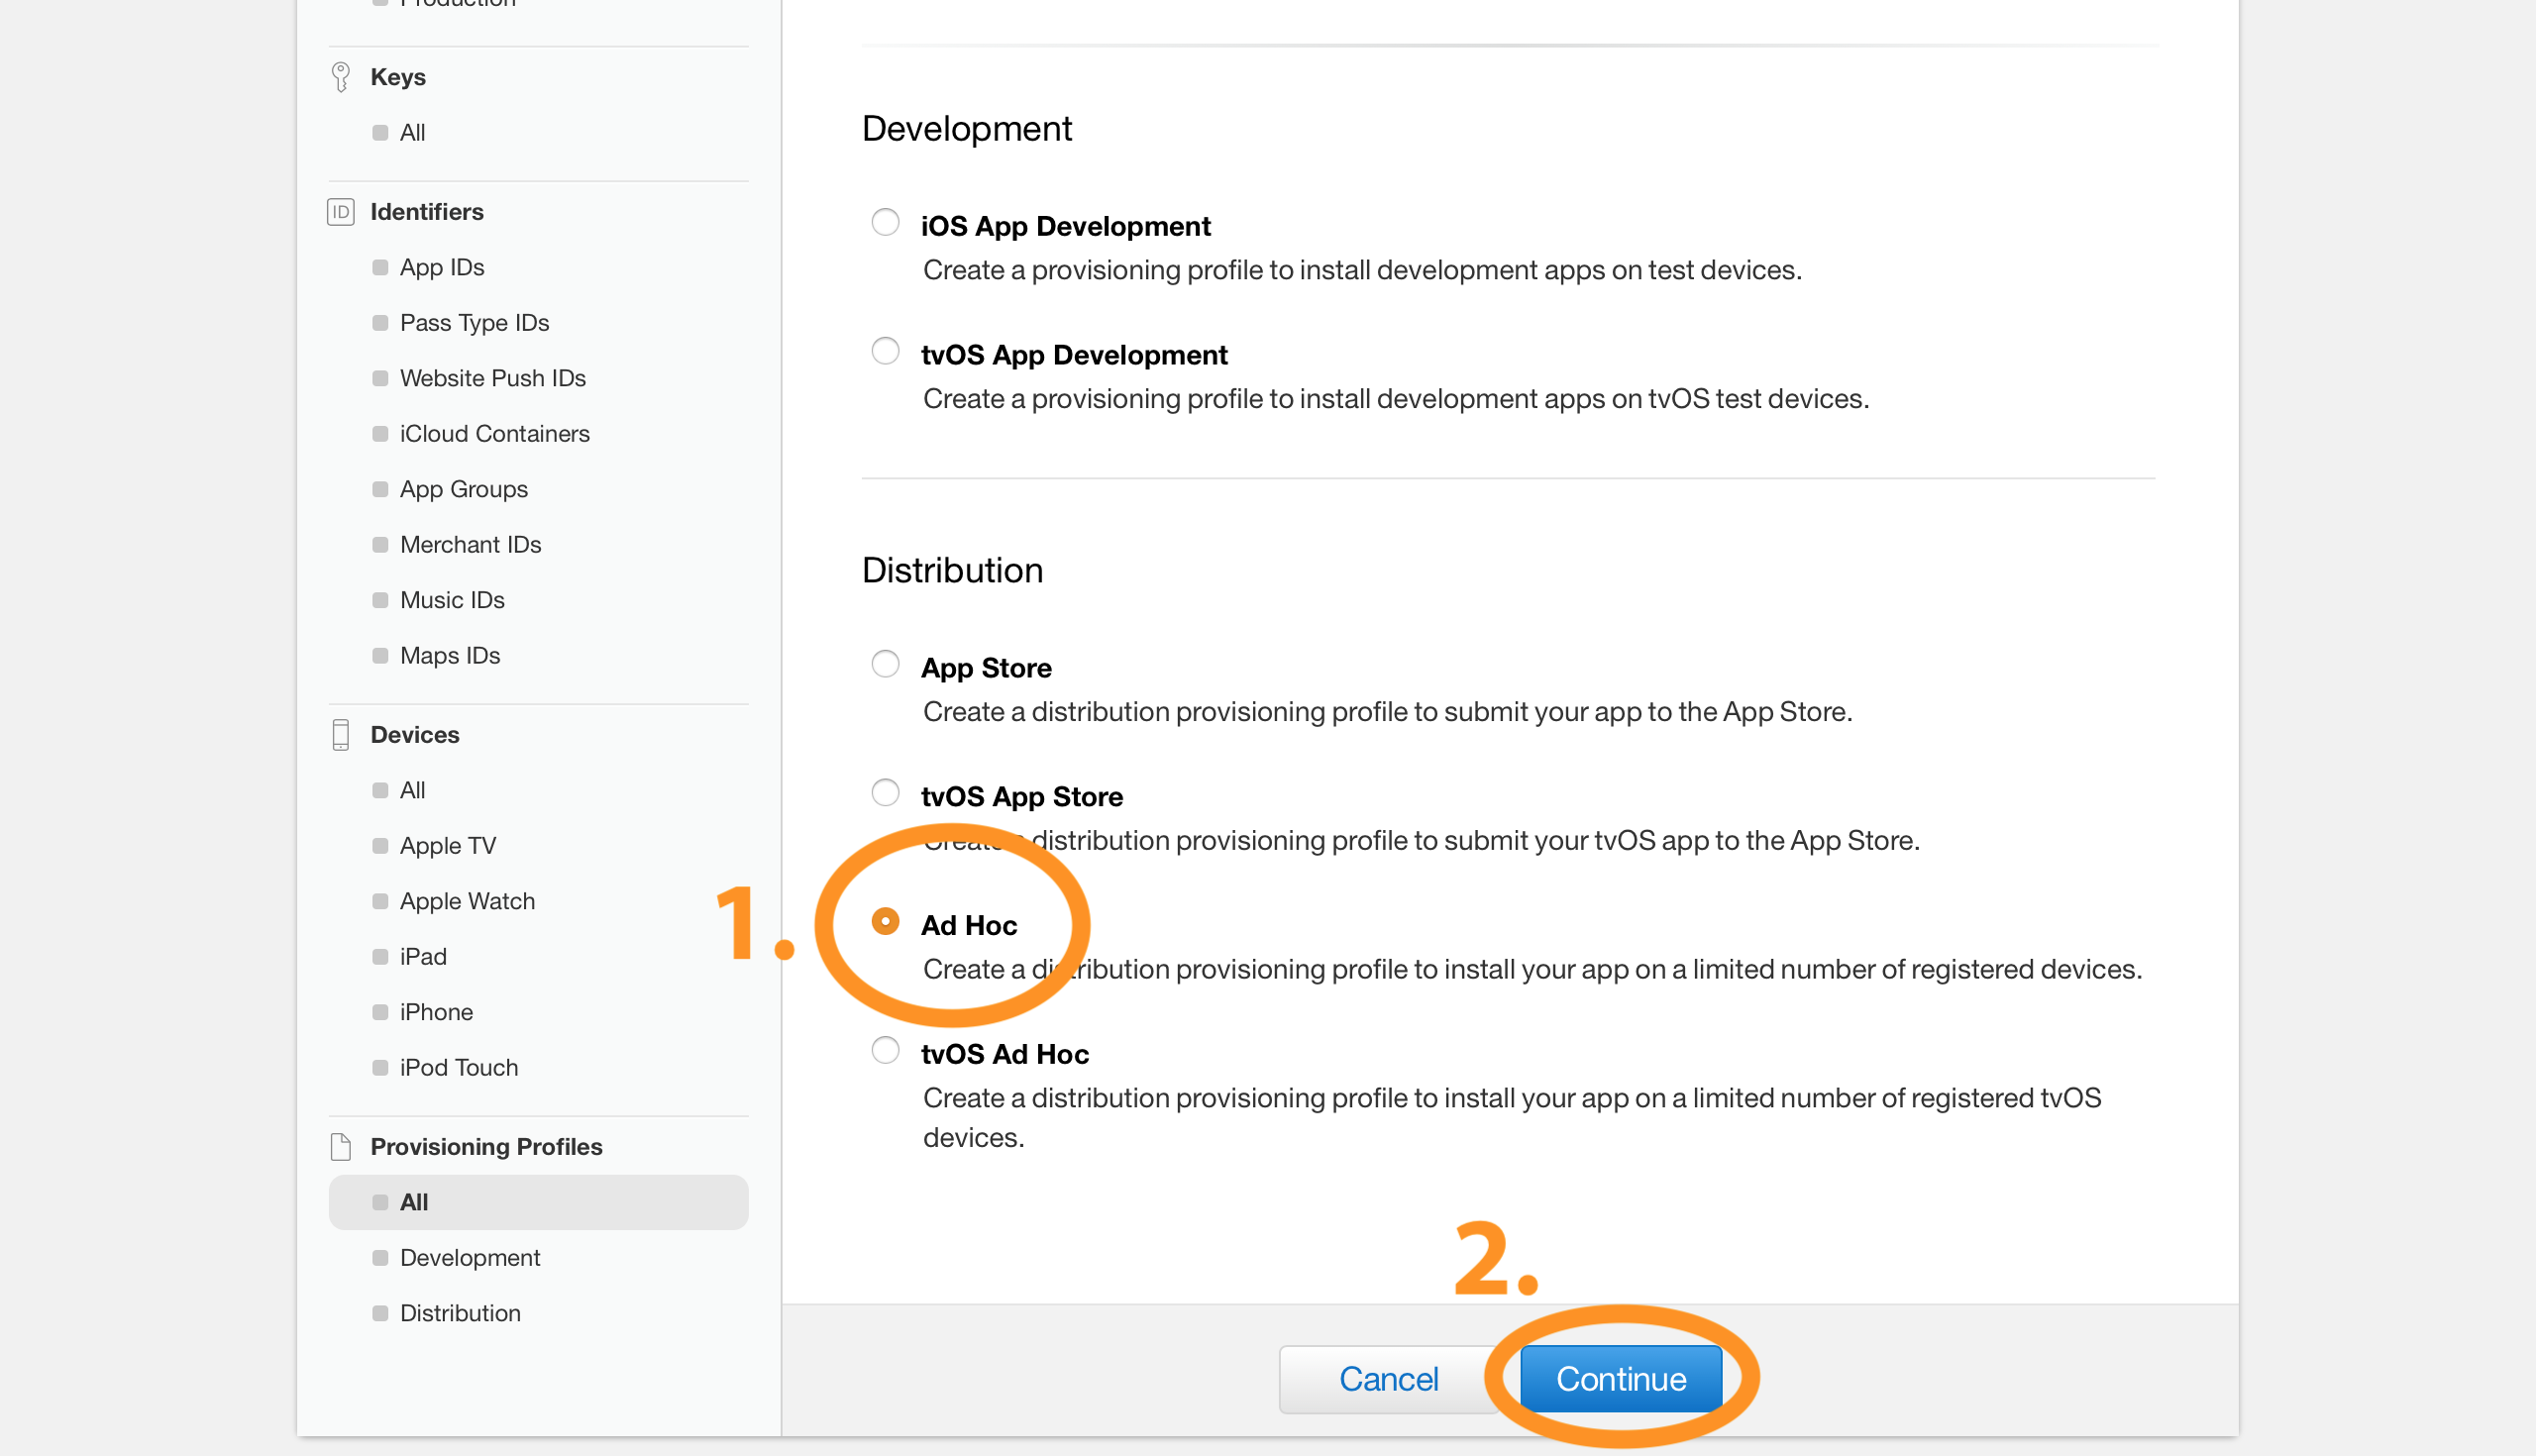 Production
Keys
All
Identifiers
App IDs
Pass Type IDs
Website Push IDs
iCloud Containers
App Groups
Merchant IDs
Music IDs
Maps IDs
Devices
All
Apple TV
Apple Watch
iPad
iPhone
iPod Touch
Provisioning Profiles
All
Development
Distribution
Development
iOS App Development
Create a provisioning profile to install development apps on test devices.
tvOS App Development
Create a provisioning profile to install development apps on tvOS test devices.
Distribution
App Store
Create a distribution provisioning profile to submit your app to the App Store.
tvOS App Store
Create a distribution provisioning profile to submit your tvOS app to the App Store.
1.
Ad Hoc
Create a distribution provisioning profile to install your app on a limited number of registered devices.
tvOS Ad Hoc
Create a distribution provisioning profile to install your app on a limited number of registered tvOS
devices.
2.
Cancel
Continue
ID